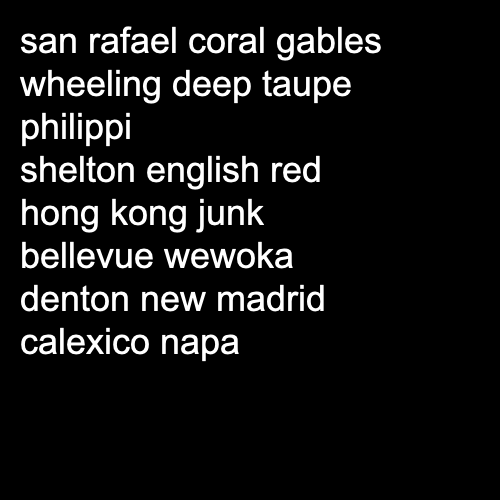 san rafael coral gables
wheeling deep taupe
philippi
shelton english red
hong kong junk
bellevue wewoka
denton new madrid
calexico napa